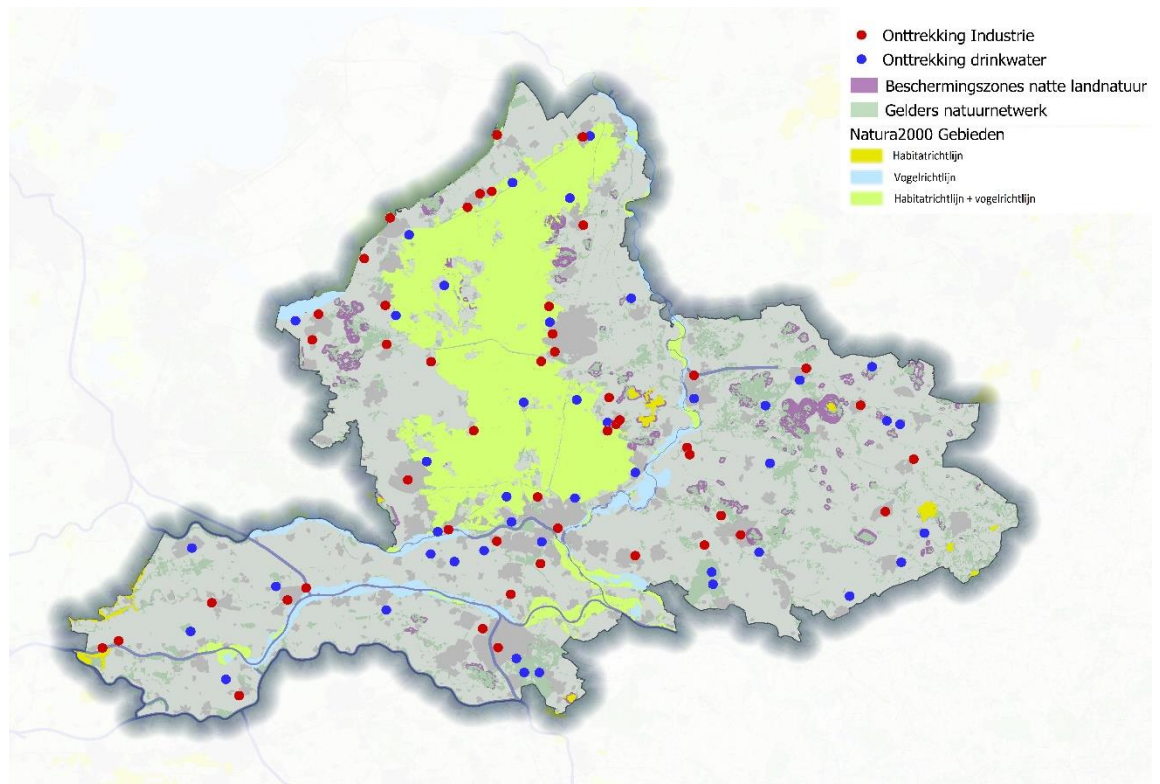 Onttrekking Industrie
Onttrekking drinkwater
Beschermingszones natte landnatuur
Gelders natuurnetwerk
Natura2000 Gebieden
Habitatrichtlijn
Vogelrichtlijn
Habitatrichtlijn + vogelrichtlijn